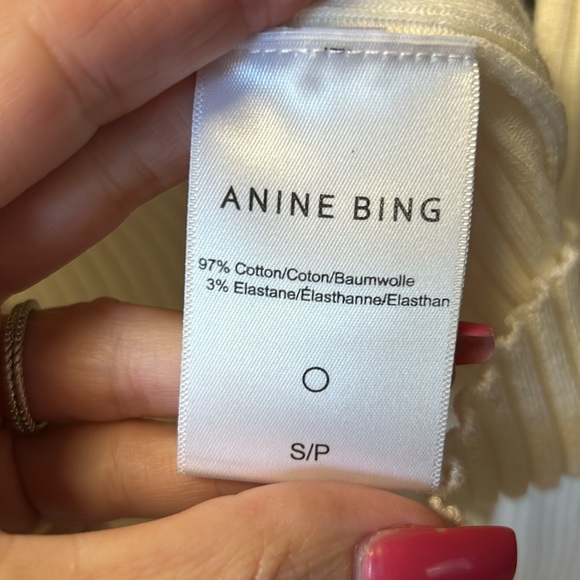 ANINE BING
97% Cotton/Coton/Baumwolle
3% Elastane/Élasthanne/Elasthan
S/P